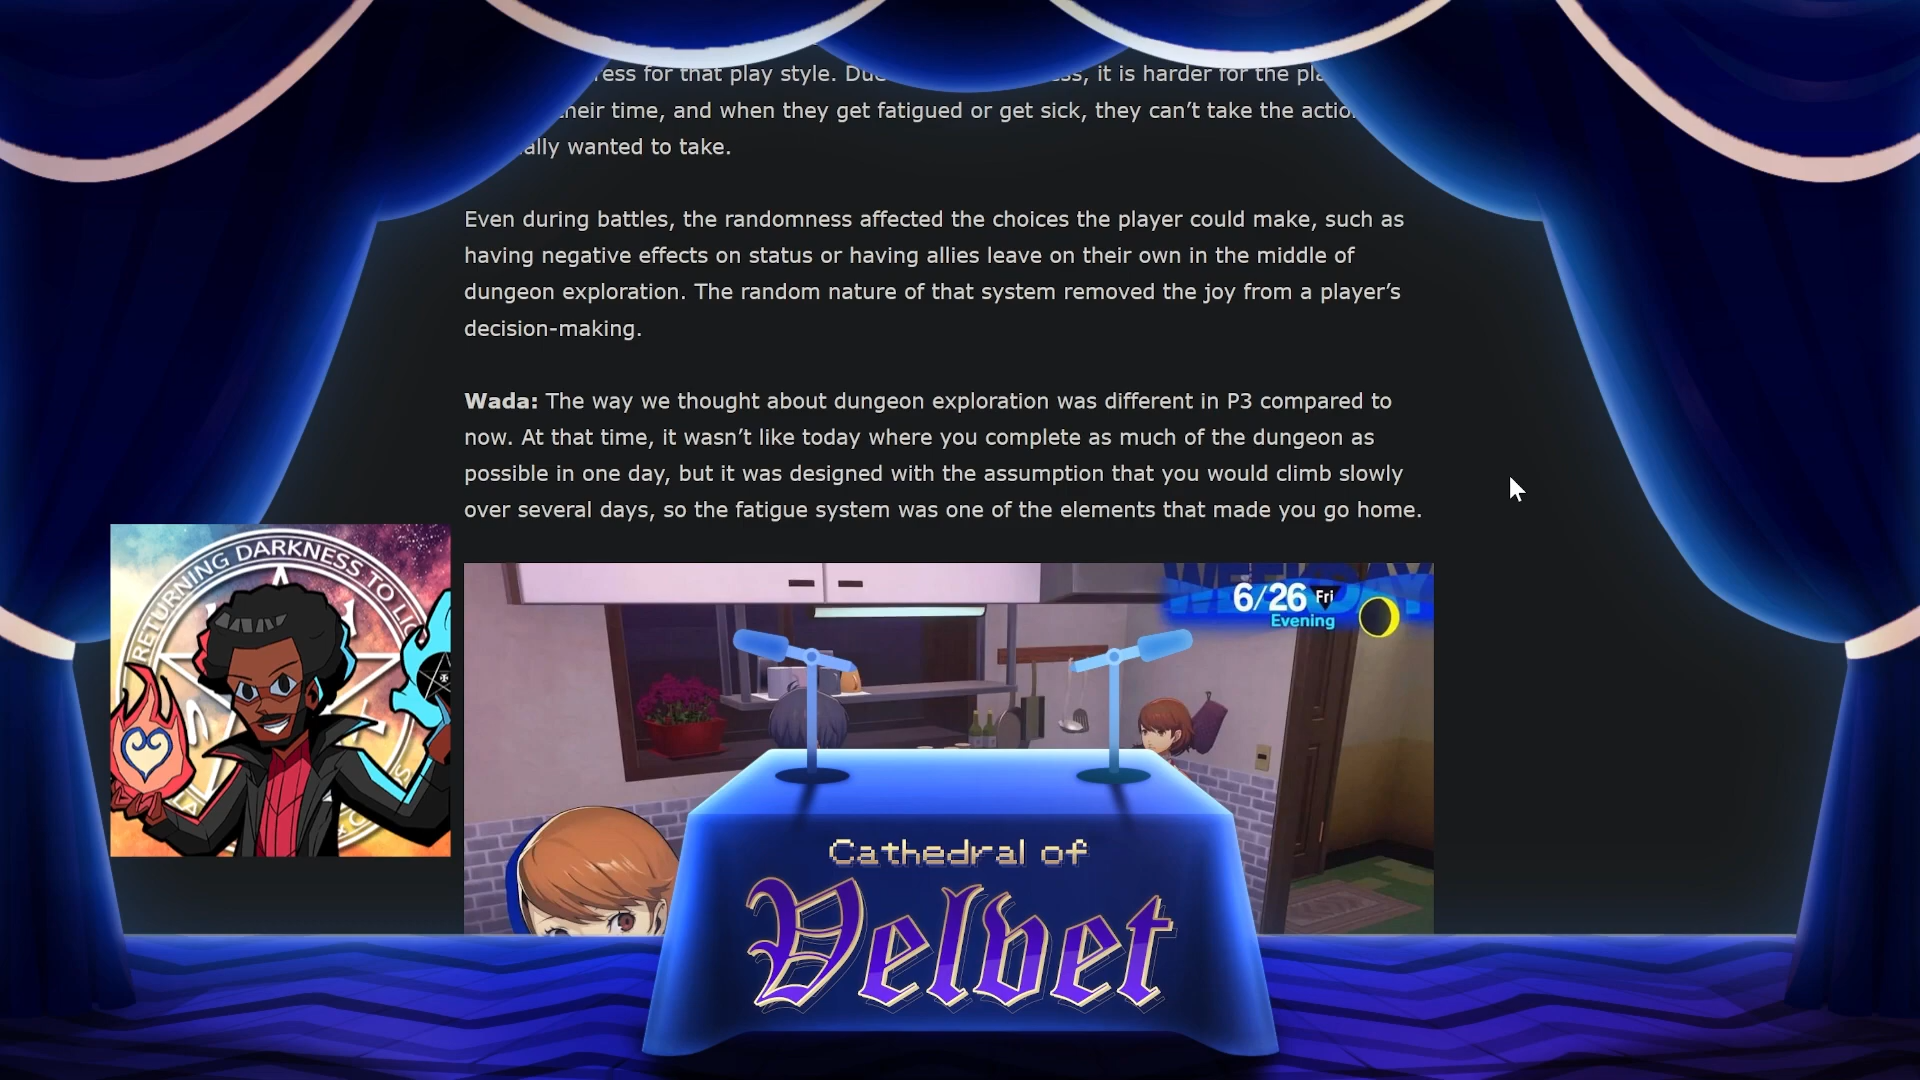 ress for that play style. Due it is harder for the
their time, and when they get fatigued or get sick, they can’t take the
wanted to take.
Even during battles, the randomness affected the choices the player could make, such as
having negative effects on status or having allies leave on their own in the middle of
dungeon exploration. The random nature of that system removed the joy from a player’s
decision-making.
Wada: The way we thought about dungeon exploration was different in P3 compared to
now. At that time, it wasn’t like today where you complete as much of the dungeon as
possible in one day, but it was designed with the assumption that you would climb slowly
over several days, so the fatigue system was one of the elements that made you go home.
RETURNING DARKNESS TO
6/26 Fri
Evening
Cathedral of
Velvet